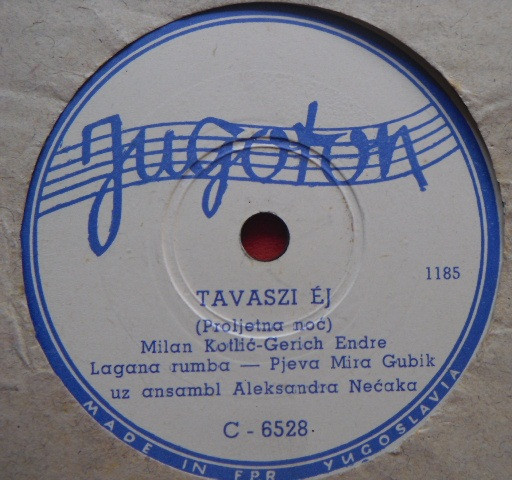 Jugoton
1185
TAVASZI ÉJ
(Proljetna noć)
Milan Kotlić-Gerich Endre
Lagana rumba — Pjeva Mira Gubik
uz ansambl Aleksandra Nećaka
C - 6528
MADE IN FPR YUGOSLAVIA